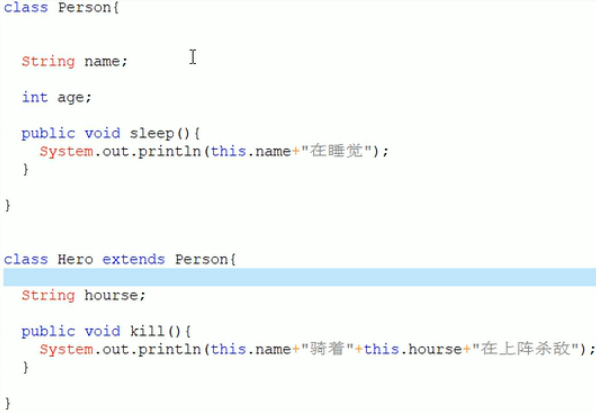 class Person{
String name;
int age;
public void sleep(){
System.out.println(this.name+"在睡觉");
}
}
class Hero extends Person{
String hourse;
public void kill(){
System.out.println(this.name+"骑着"+this.hourse+"在上阵杀敌");
}
}